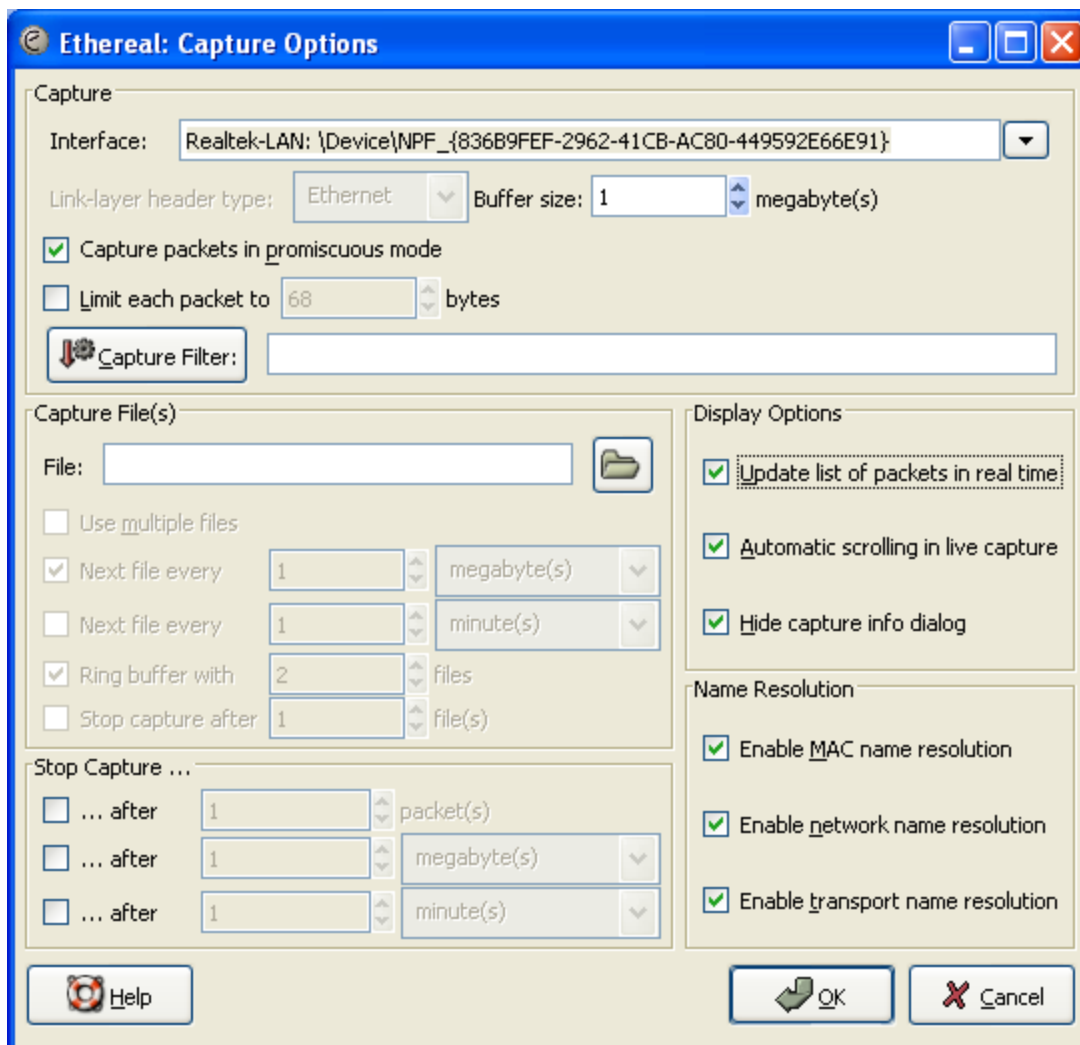 Ethereal: Capture Options
Capture
Interface: Realtek-LAN: \Device\NPF_{836B9FEF-2962-41CB-AC80-449592E66E91}
Link-layer header type: Ethernet Buffer size: 1 megabyte(s)
Capture packets in promiscuous mode
Limit each packet to 68 bytes
Capture Filter:
Capture File(s)
File:
Use multiple files
Next file every 1 megabyte(s)
Next file every 1 minute(s)
Ring buffer with 2 files
Stop capture after 1 file(s)
Stop Capture ...
... after 1 packet(s)
... after 1 megabyte(s)
... after 1 minute(s)
Display Options
Update list of packets in real time
Automatic scrolling in live capture
Hide capture info dialog
Name Resolution
Enable MAC name resolution
Enable network name resolution
Enable transport name resolution
Help OK Cancel